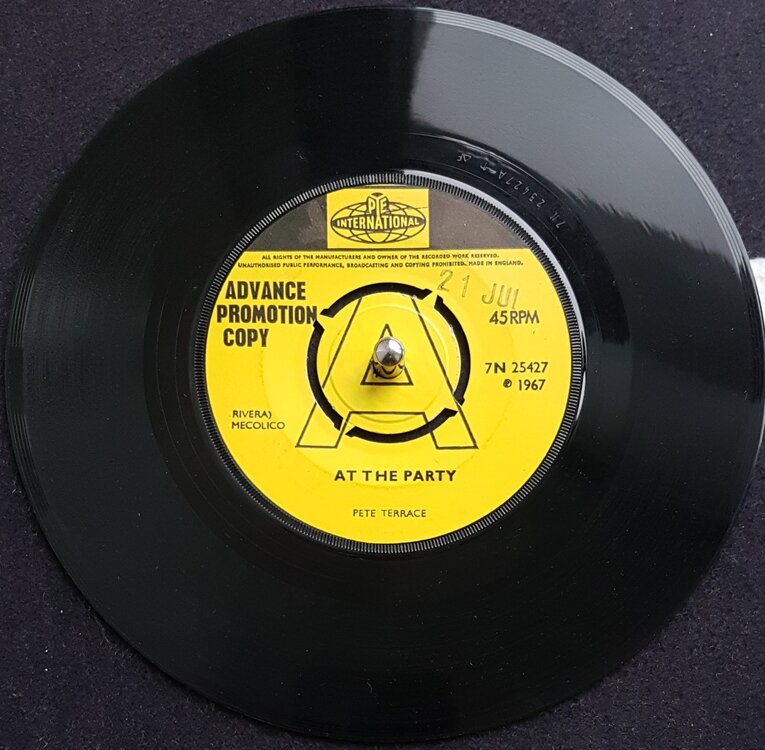 PYE
INTERNATIONAL
ALL RIGHTS OF THE MANUFACTURERS AND OWNER OF THE RECORDED WORK RESERVED.
UNAUTHORISED PUBLIC PERFORMANCE, BROADCASTING AND COPYING PROHIBITED. MADE IN ENGLAND.
ADVANCE
PROMOTION
COPY
21 JUL
45 RPM
A
7N 25427
℗ 1967
RIVERA)
MECOLICO
AT THE PARTY
PETE TERRACE